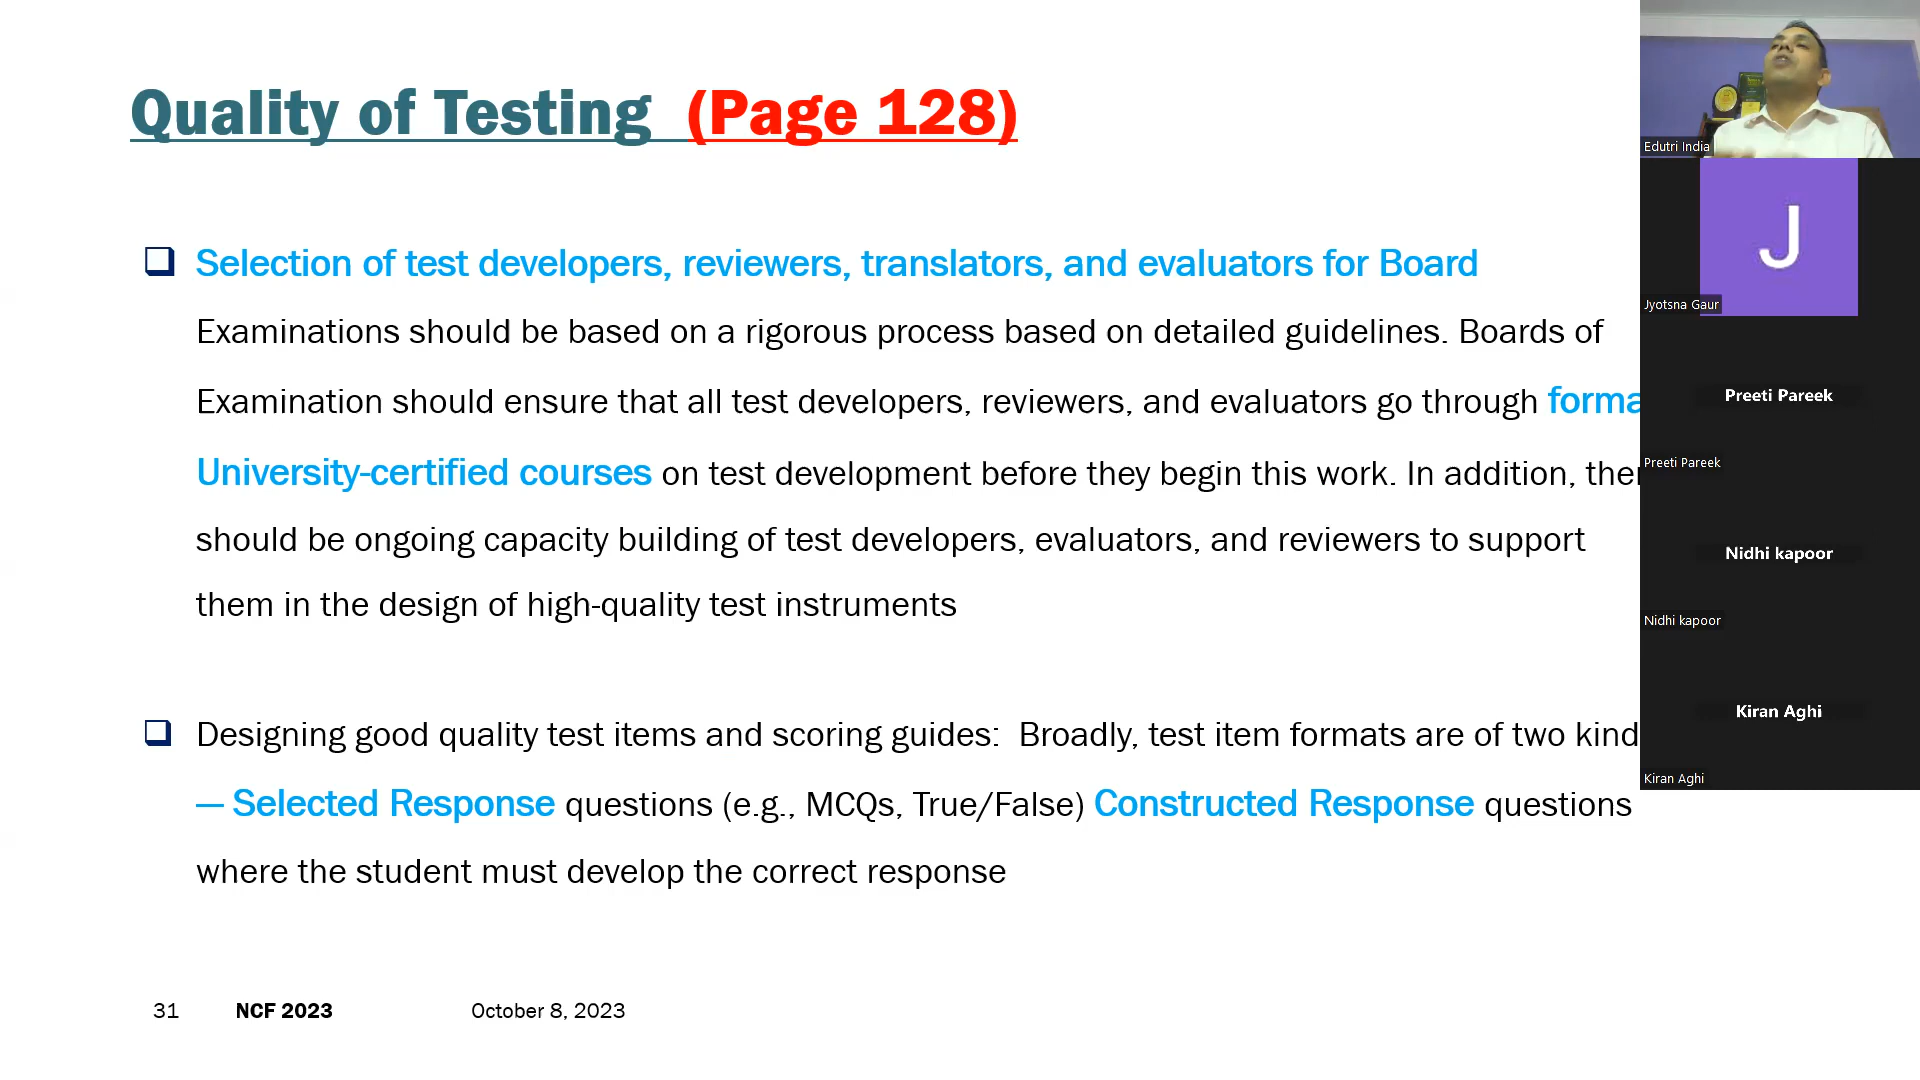 Quality of Testing (Page 128)
Selection of test developers, reviewers, translators, and evaluators for Board
Examinations should be based on a rigorous process based on detailed guidelines. Boards of
Examination should ensure that all test developers, reviewers, and evaluators go through forma
University-certified courses on test development before they begin this work. In addition, ther
should be ongoing capacity building of test developers, evaluators, and reviewers to support
them in the design of high-quality test instruments
Designing good quality test items and scoring guides: Broadly, test item formats are of two kind
— Selected Response questions (e.g., MCQs, True/False) Constructed Response questions
where the student must develop the correct response
31 NCF 2023 October 8, 2023
Edutri India
J
Jyotsna Gaur
Preeti Pareek
Preeti Pareek
Nidhi kapoor
Nidhi kapoor
Kiran Aghi
Kiran Aghi